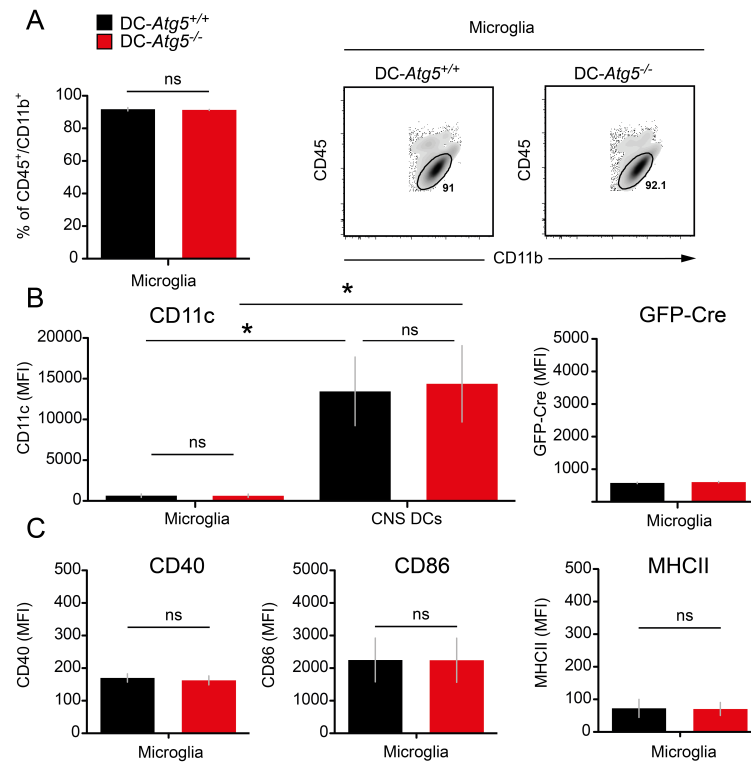 A
DC-Atg5+/+
DC-Atg5-/-
ns
% of CD45+/CD11b+
100
80
60
40
20
0
Microglia
Microglia
DC-Atg5+/+
DC-Atg5-/-
CD45
91
CD45
92.1
CD11b
B
CD11c
*
*
ns
ns
CD11c (MFI)
20000
15000
10000
5000
0
Microglia
CNS DCs
GFP-Cre
GFP-Cre (MFI)
5000
4000
3000
2000
1000
Microglia
C
CD40
ns
CD40 (MFI)
500
400
300
200
100
0
Microglia
CD86
ns
CD86 (MFI)
5000
4000
3000
2000
1000
0
Microglia
MHCII
ns
MHCII (MFI)
500
400
300
200
100
0
Microglia